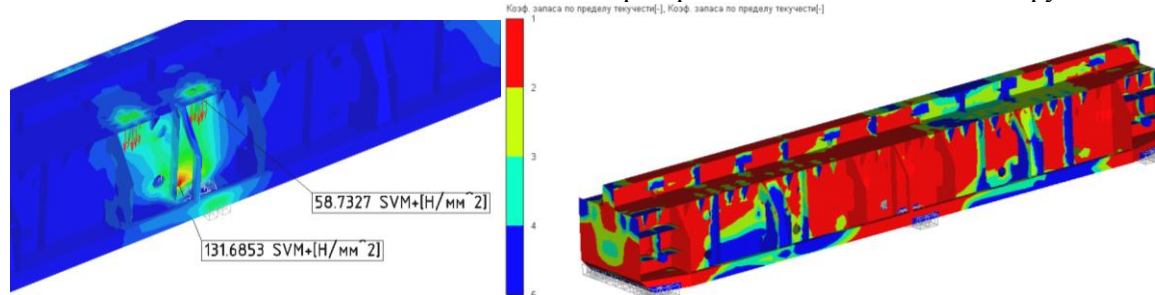 Коэф. запаса по пределу текучести[-], Коэф. запаса по пределу текучести[-]
1
2
3
4
58.7327 SVM+[Н/мм^2]
131.6853 SVM+[Н/мм^2]